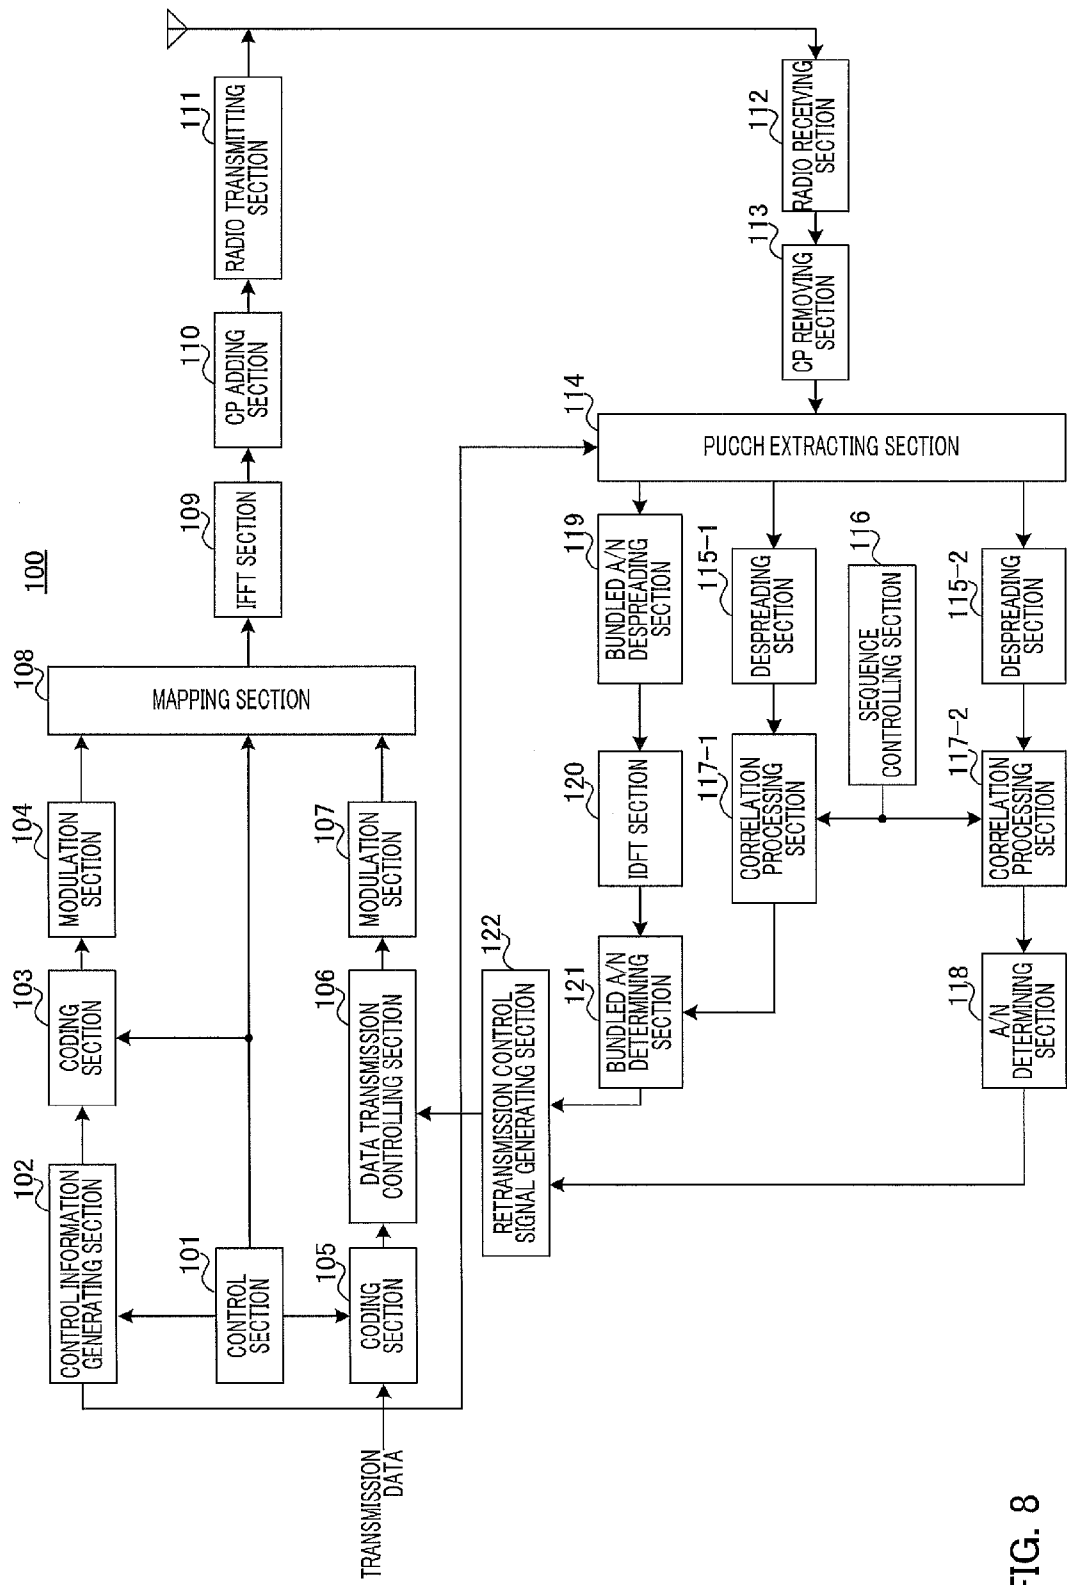 100
TRANSMISSION
DATA
102
CONTROL INFORMATION
GENERATING SECTION
103
CODING
SECTION
104
MODULATION
SECTION
101
CONTROL
SECTION
105
CODING
SECTION
106
DATA TRANSMISSION
CONTROLLING SECTION
107
MODULATION
SECTION
108
MAPPING SECTION
109
IFFT SECTION
110
CP ADDING
SECTION
111
RADIO TRANSMITTING
SECTION
122
RETRANSMISSION CONTROL
SIGNAL GENERATING SECTION
121
BUNDLED A/N
DETERMINING
SECTION
120
IDFT SECTION
119
BUNDLED A/N
DESPREADING
SECTION
114
PUCCH EXTRACTING SECTION
113
CP REMOVING
SECTION
112
RADIO RECEIVING
SECTION
117-1
CORRELATION
PROCESSING
SECTION
115-1
DESPREADING
SECTION
116
SEQUENCE
CONTROLLING SECTION
118
A/N
DETERMINING
SECTION
117-2
CORRELATION
PROCESSING
SECTION
115-2
DESPREADING
SECTION
FIG. 8